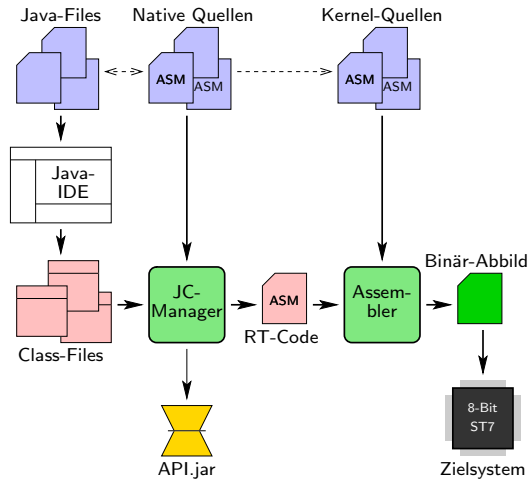 Java-Files
Native Quellen
Kernel-Quellen
ASM
ASM
ASM
ASM
Java-
IDE
Binär-Abbild
JC-
Manager
ASM
Assem-
bler
RT-Code
Class-Files
8-Bit
ST7
API.jar
Zielsystem